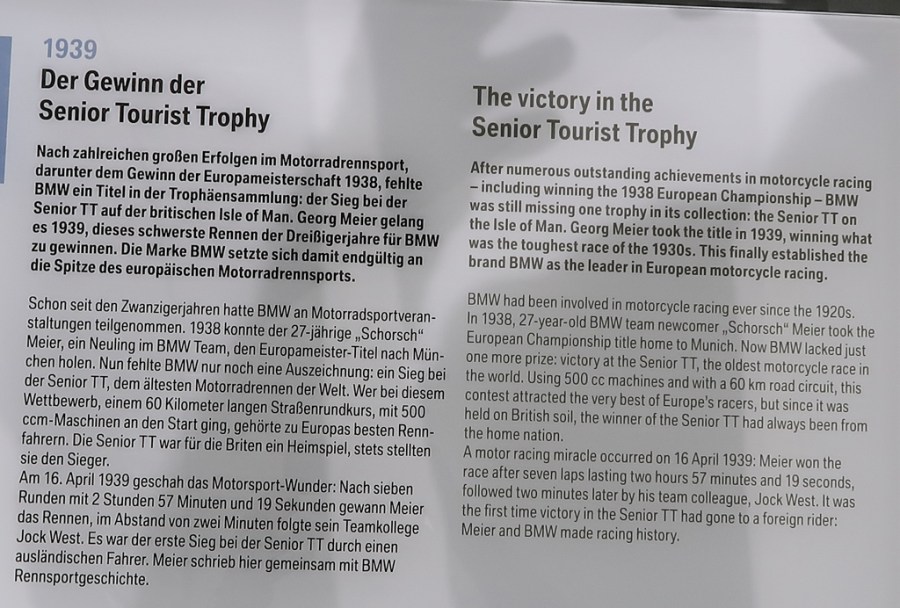 1939
Der Gewinn der
Senior Tourist Trophy
Nach zahlreichen großen Erfolgen im Motorradrennsport,
darunter dem Gewinn der Europameisterschaft 1938, fehlte
BMW ein Titel in der Trophäensammlung: der Sieg bei der
Senior TT auf der britischen Isle of Man. Georg Meier gelang
es 1939, dieses schwerste Rennen der Dreißigerjahre für BMW
zu gewinnen. Die Marke BMW setzte sich damit endgültig an
die Spitze des europäischen Motorradrennsports.
Schon seit den Zwanzigerjahren hatte BMW an Motorradsportveran-
staltungen teilgenommen. 1938 konnte der 27-jährige „Schorsch“
Meier, ein Neuling im BMW Team, den Europameister-Titel nach Mün-
chen holen. Nun fehlte BMW nur noch eine Auszeichnung: ein Sieg bei
der Senior TT, dem ältesten Motorradrennen der Welt. Wer bei diesem
Wettbewerb, einem 60 Kilometer langen Straßenrundkurs, mit 500
ccm-Maschinen an den Start ging, gehörte zu Europas besten Renn-
fahrern. Die Senior TT war für die Briten ein Heimspiel, stets stellten
sie den Sieger.
Am 16. April 1939 geschah das Motorsport-Wunder: Nach sieben
Runden mit 2 Stunden 57 Minuten und 19 Sekunden gewann Meier
das Rennen, im Abstand von zwei Minuten folgte sein Teamkollege
Jock West. Es war der erste Sieg bei der Senior TT durch einen
ausländischen Fahrer. Meier schrieb hier gemeinsam mit BMW
Rennsportgeschichte.
The victory in the
Senior Tourist Trophy
After numerous outstanding achievements in motorcycle racing
– including winning the 1938 European Championship – BMW
was still missing one trophy in its collection: the Senior TT on
the Isle of Man. Georg Meier took the title in 1939, winning what
was the toughest race of the 1930s. This finally established the
brand BMW as the leader in European motorcycle racing.
BMW had been involved in motorcycle racing ever since the 1920s.
In 1938, 27-year-old BMW team newcomer „Schorsch“ Meier took the
European Championship title home to Munich. Now BMW lacked just
one more prize: victory at the Senior TT, the oldest motorcycle race in
the world. Using 500 cc machines and with a 60 km road circuit, this
contest attracted the very best of Europe's racers, but since it was
held on British soil, the winner of the Senior TT had always been from
the home nation.
A motor racing miracle occurred on 16 April 1939: Meier won the
race after seven laps lasting two hours 57 minutes and 19 seconds,
followed two minutes later by his team colleague, Jock West. It was
the first time victory in the Senior TT had gone to a foreign rider:
Meier and BMW made racing history.